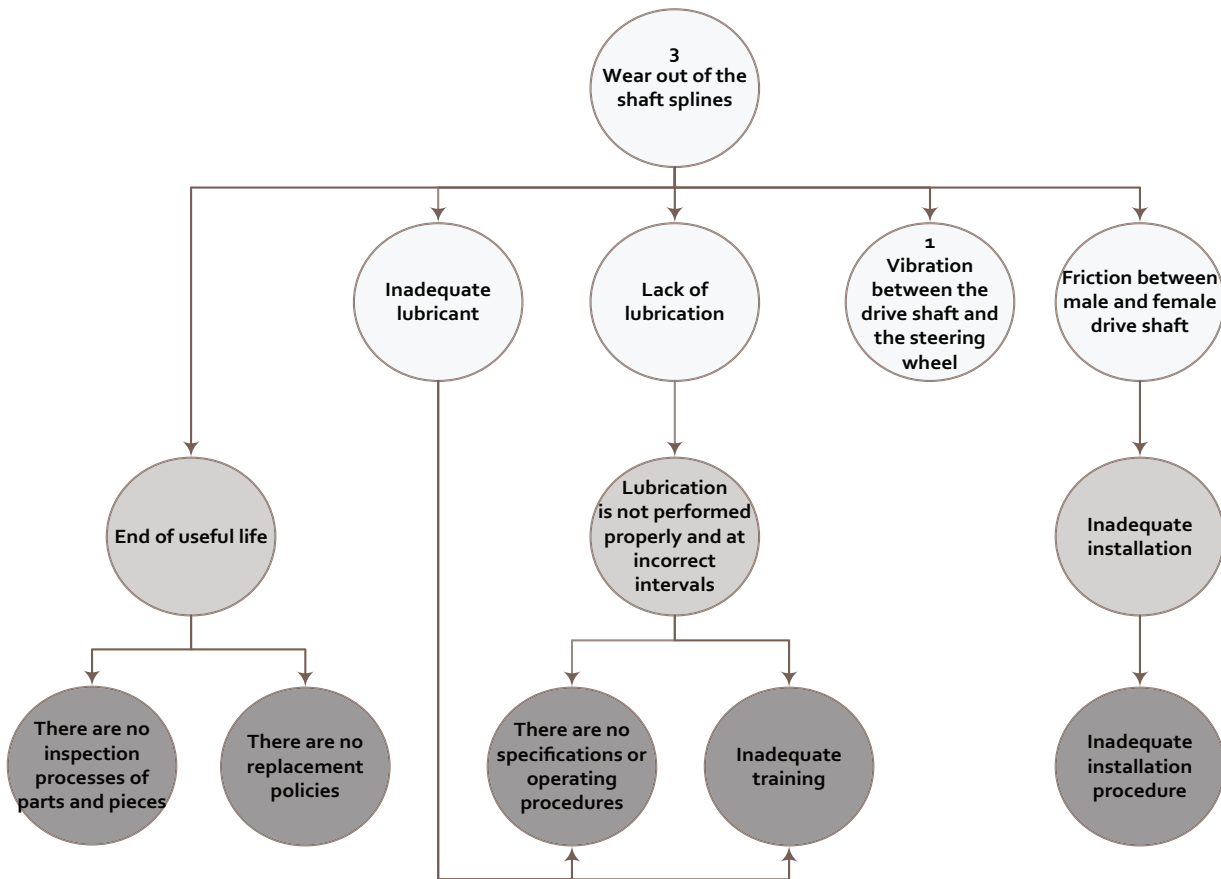 3
Wear out of the
shaft splines
Inadequate
lubricant
Lack of
lubrication
1
Vibration
between the
drive shaft and
the steering
wheel
Friction between
male and female
drive shaft
End of useful life
Lubrication
is not performed
properly and at
incorrect
intervals
Inadequate
installation
There are no
inspection
processes of
parts and pieces
There are no
replacement
policies
There are no
specifications or
operating
procedures
Inadequate
training
Inadequate
installation
procedure